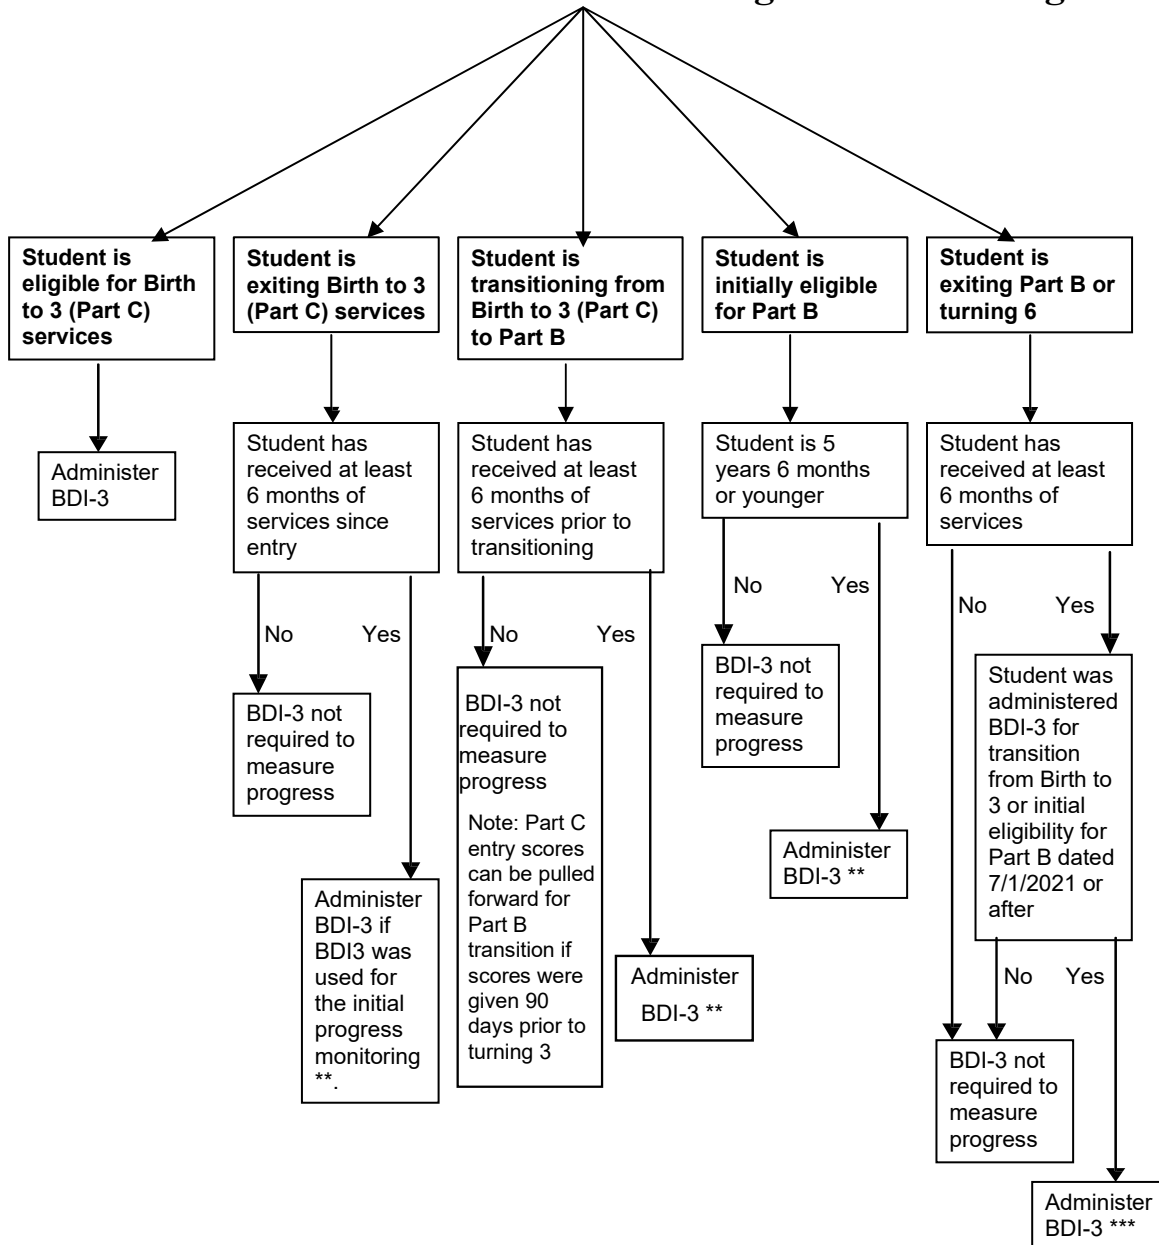 Student is
eligible for Birth
to 3 (Part C)
services
Student is
exiting Birth to 3
(Part C) services
Student is
transitioning from
Birth to 3 (Part C)
to Part B
Student is
initially eligible
for Part B
Student is
exiting Part B or
turning 6
Administer
BDI-3
Student has
received at least
6 months of
services since
entry
Student has
received at least
6 months of
services prior to
transitioning
Student is 5
years 6 months
or younger
Student has
received at least
6 months of
services
No
Yes
No
Yes
No
Yes
No
Yes
BDI-3 not
required to
measure
progress
Administer
BDI-3 if
BDI3 was
used for
the initial
progress
monitoring
**.
BDI-3 not
required to
measure
progress
Note: Part C
entry scores
can be pulled
forward for
Part B
transition if
scores were
given 90
days prior to
turning 3
Administer
BDI-3 **
BDI-3 not
required to
measure
progress
Administer
BDI-3 **
Student was
administered
BDI-3 for
transition
from Birth to
3 or initial
eligibility for
Part B dated
7/1/2021 or
after
No
Yes
BDI-3 not
required to
measure
progress
Administer
BDI-3 ***